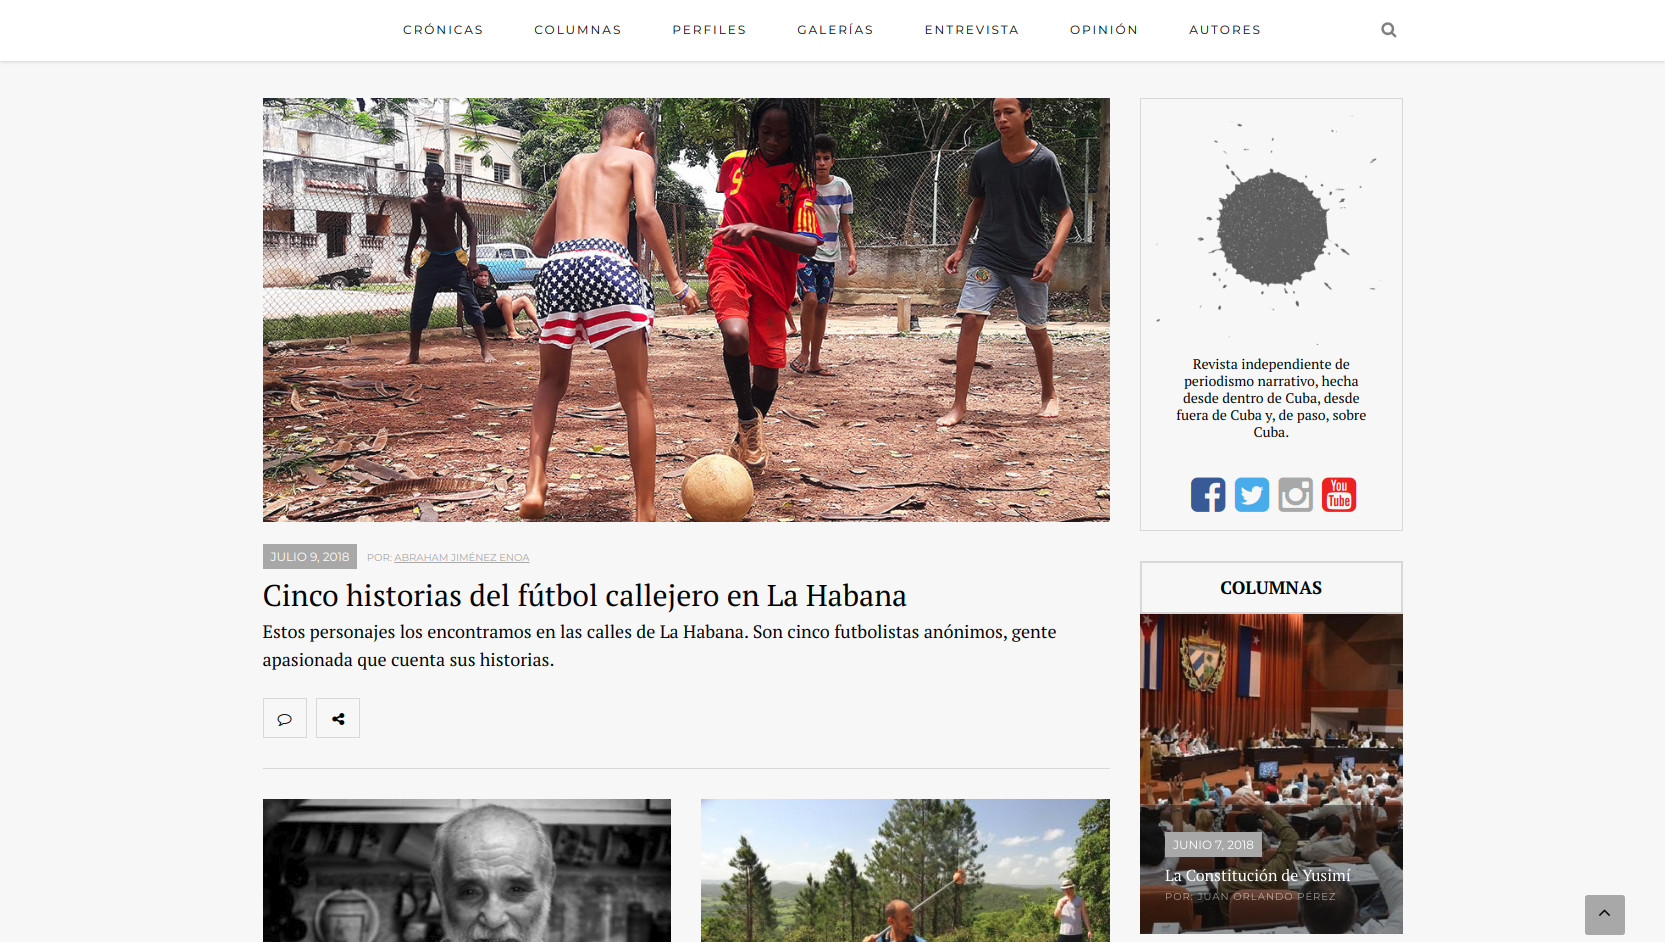 CRÓNICAS COLUMNAS PERFILES GALERÍAS ENTREVISTA OPINIÓN AUTORES
9
JULIO 9, 2018 POR: ABRAHAM JIMÉNEZ ENOA
Cinco historias del fútbol callejero en La Habana
Estos personajes los encontramos en las calles de La Habana. Son cinco futbolistas anónimos, gente
apasionada que cuenta sus historias.
Revista independiente de
periodismo narrativo, hecha
desde dentro de Cuba, desde
fuera de Cuba y, de paso, sobre
Cuba.
You
Tube
COLUMNAS
JUNIO 7, 2018
La Constitución de Yusimí
POR: JUAN ORLANDO PÉREZ